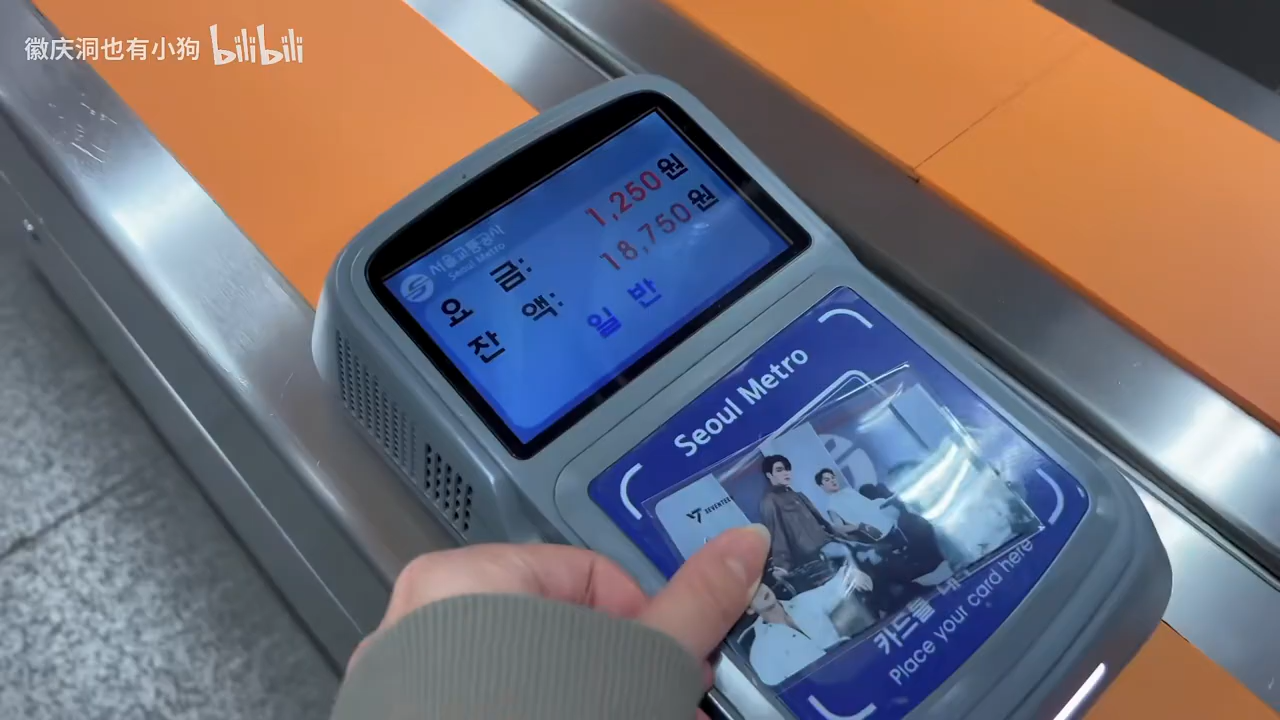 徽庆洞也有小狗 bilibili
서울교통공사
Seoul Metro
요 금: 1,250원
잔 액: 18,750원
일 반
Seoul Metro
SEVENTEEN
카드를
Place your card here